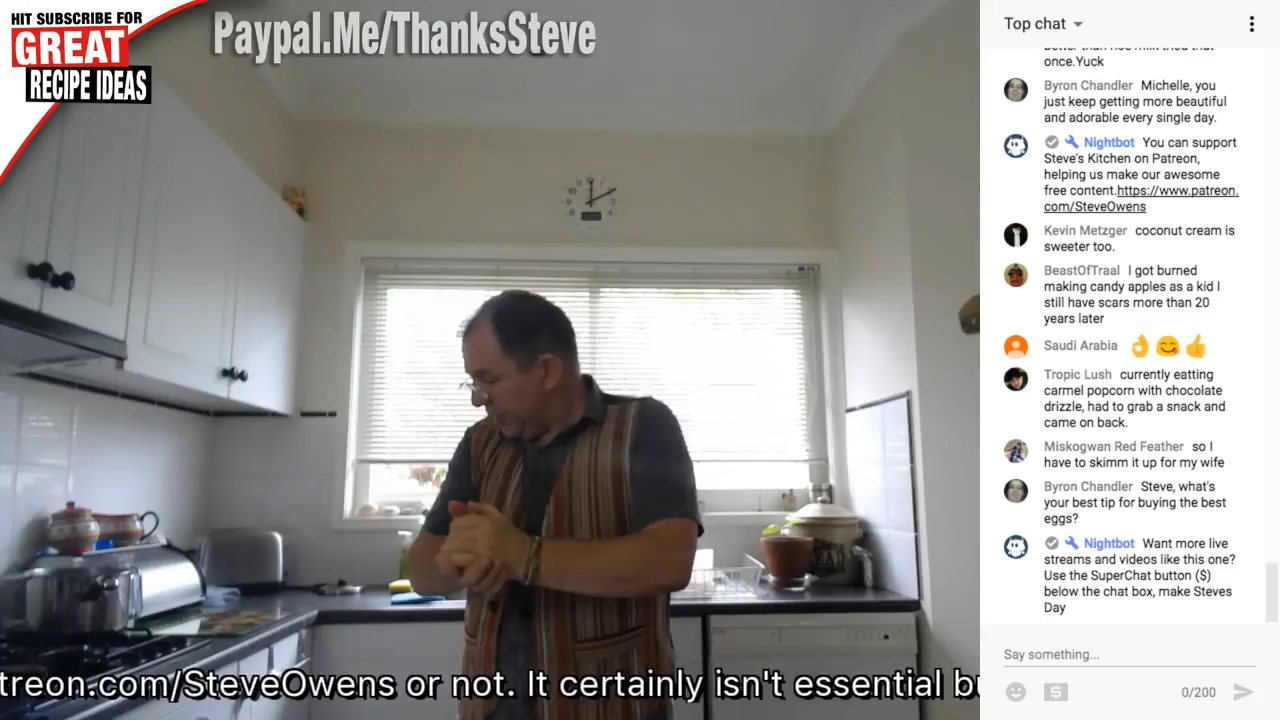 HIT SUBSCRIBE FOR
GREAT
RECIPE IDEAS
Paypal.Me/ThanksSteve
treon.com/SteveOwens or not. It certainly isn't essential bu
Top chat
once.Yuck
Byron Chandler Michelle, you
just keep getting more beautiful
and adorable every single day.
Nightbot You can support
Steve's Kitchen on Patreon,
helping us make our awesome
free content.https://www.patreon.
com/SteveOwens
Kevin Metzger coconut cream is
sweeter too.
BeastOfTraal I got burned
making candy apples as a kid I
still have scars more than 20
years later
Saudi Arabia 👌😋👍
Tropic Lush currently eatting
carmel popcorn with chocolate
drizzle, had to grab a snack and
came on back.
Miskogwan Red Feather so I
have to skimm it up for my wife
Byron Chandler Steve, what's
your best tip for buying the best
eggs?
Nightbot Want more live
streams and videos like this one?
Use the SuperChat button ($)
below the chat box, make Steves
Day
Say something...
0/200